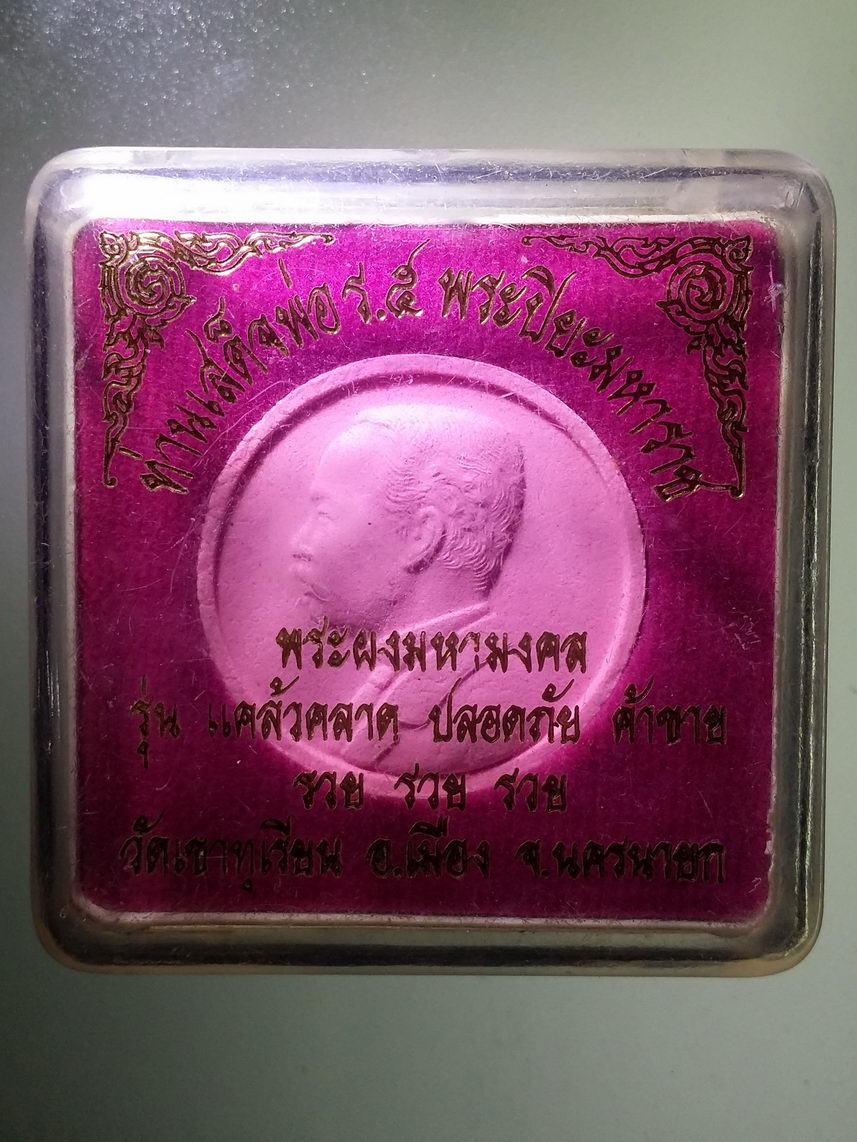 ท่านเสด็จพ่อ ร.๕ พระปิยะมหาราช
พระผงมหามงคล
รุ่น แคล้วคลาด ปลอดภัย ค้าขาย
รวย รวย รวย
วัดเขาทุเรียน อ.เมือง จ.นครนายก